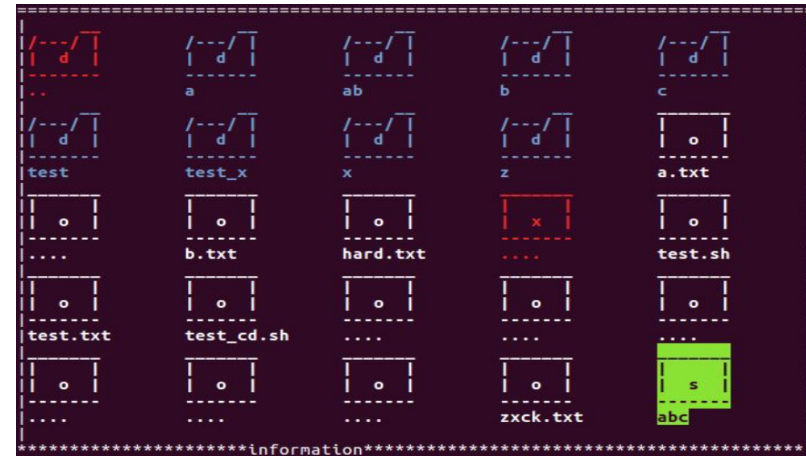 d d d d d
.. a ab b c
d d d d o
test test_x x z a.txt
o o o x o
.... b.txt hard.txt .... test.sh
o o o o o
test.txt test_cd.sh .... .... ....
o o o o s
.... .... .... zxck.txt abc
information